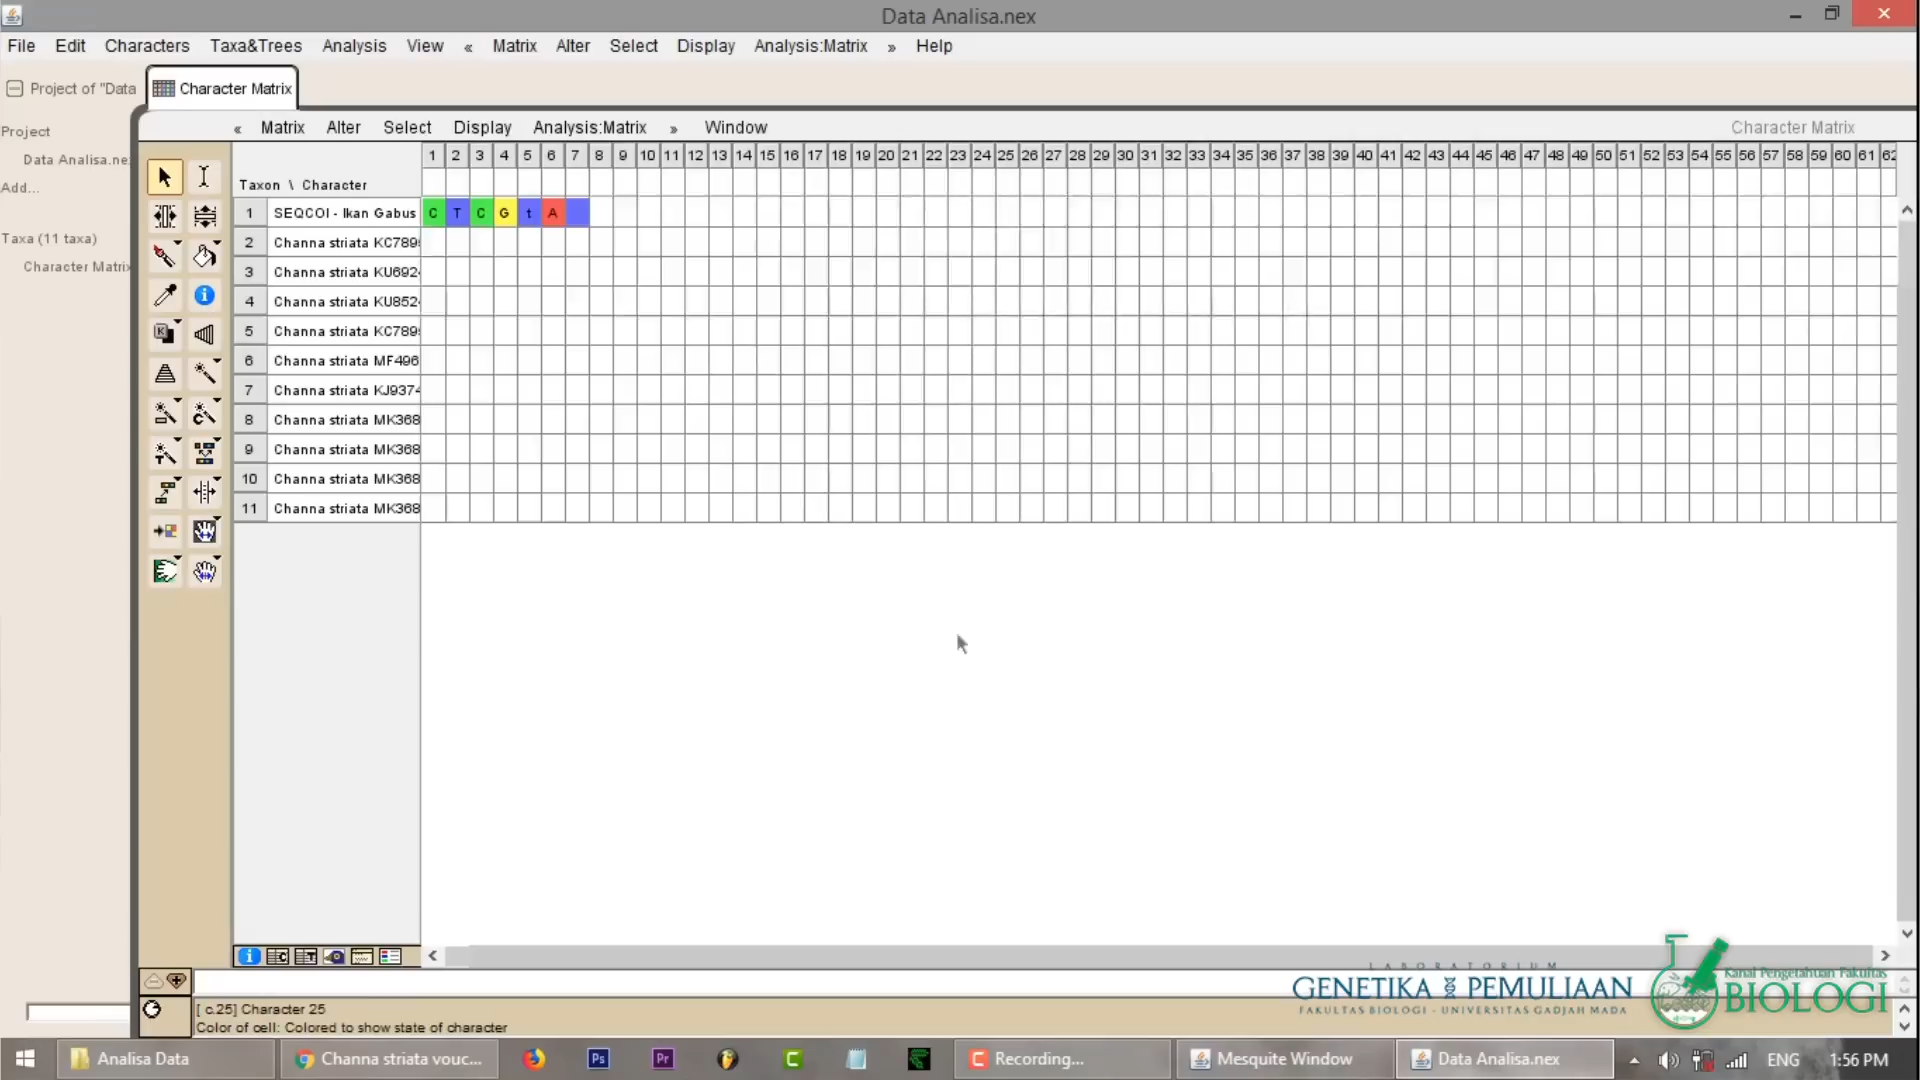 Data Analisa.nex
File Edit Characters Taxa&Trees Analysis View « Matrix Alter Select Display Analysis:Matrix » Help
Project of "Data
Character Matrix
Project
Data Analisa.ne
Add...
Taxa (11 taxa)
Character Matrix
« Matrix Alter Select Display Analysis:Matrix » Window
Character Matrix
1 2 3 4 5 6 7 8 9 10 11 12 13 14 15 16 17 18 19 20 21 22 23 24 25 26 27 28 29 30 31 32 33 34 35 36 37 38 39 40 41 42 43 44 45 46 47 48 49 50 51 52 53 54 55 56 57 58 59 60 61 62
Taxon \ Character
1 SEQCOI - Ikan Gabus C T C G t A
2 Channa striata KC789
3 Channa striata KU692
4 Channa striata KU852
5 Channa striata KC789
6 Channa striata MF496
7 Channa striata KJ9374
8 Channa striata MK368
9 Channa striata MK368
10 Channa striata MK368
11 Channa striata MK368
[ c.25] Character 25
Color of cell: Colored to show state of character
LABORATORIUM
GENETIKA PEMULIAAN
FAKULTAS BIOLOGI - UNIVERSITAS GADJAH MADA
Kanal Pengetahuan Fakultas
BIOLOGI
Analisa Data
Channa striata vouc...
Ps
Pr
Recording...
Mesquite Window
Data Analisa.nex
ENG
1:56 PM